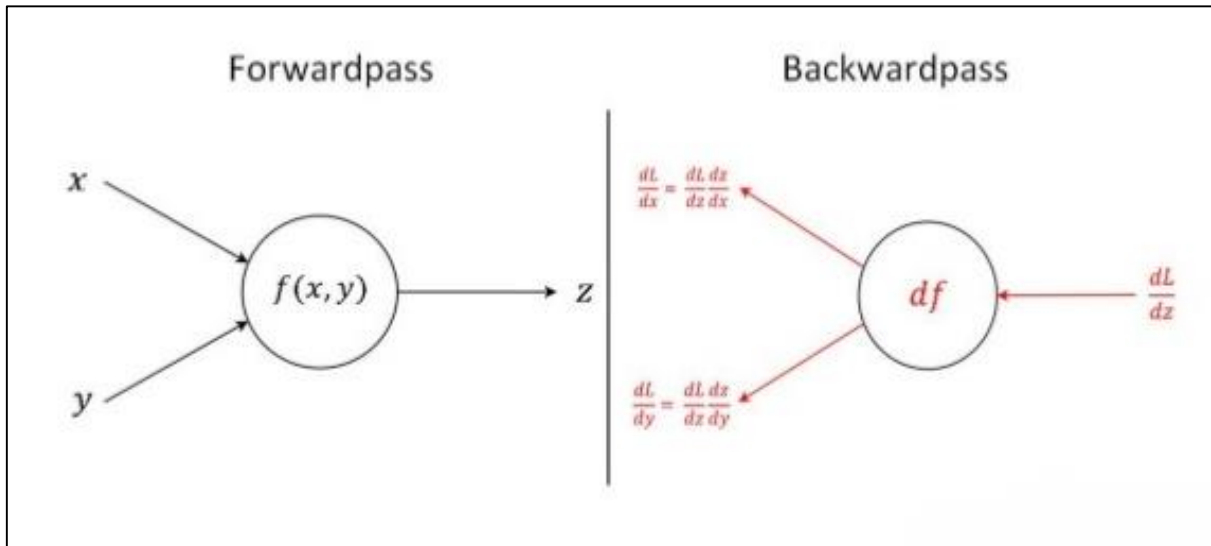 Forwardpass
x
y
f(x, y)
z
Backwardpass
dL/dx = dL/dz dz/dx
dL/dy = dL/dz dz/dy
df
dL/dz